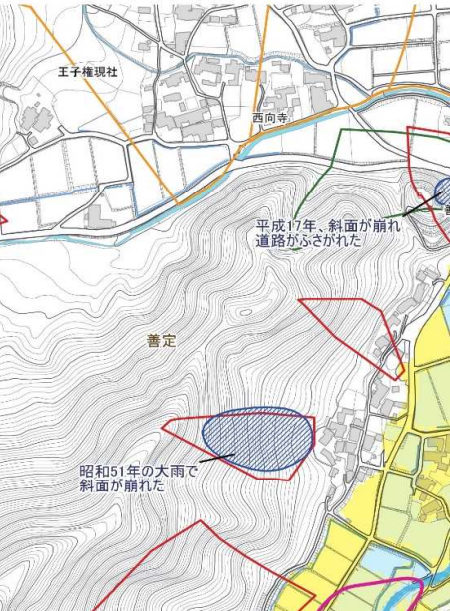 王子権現社
西向寺
平成17年、斜面が崩れ
道路がふさがれた
善定
昭和51年の大雨で
斜面が崩れた